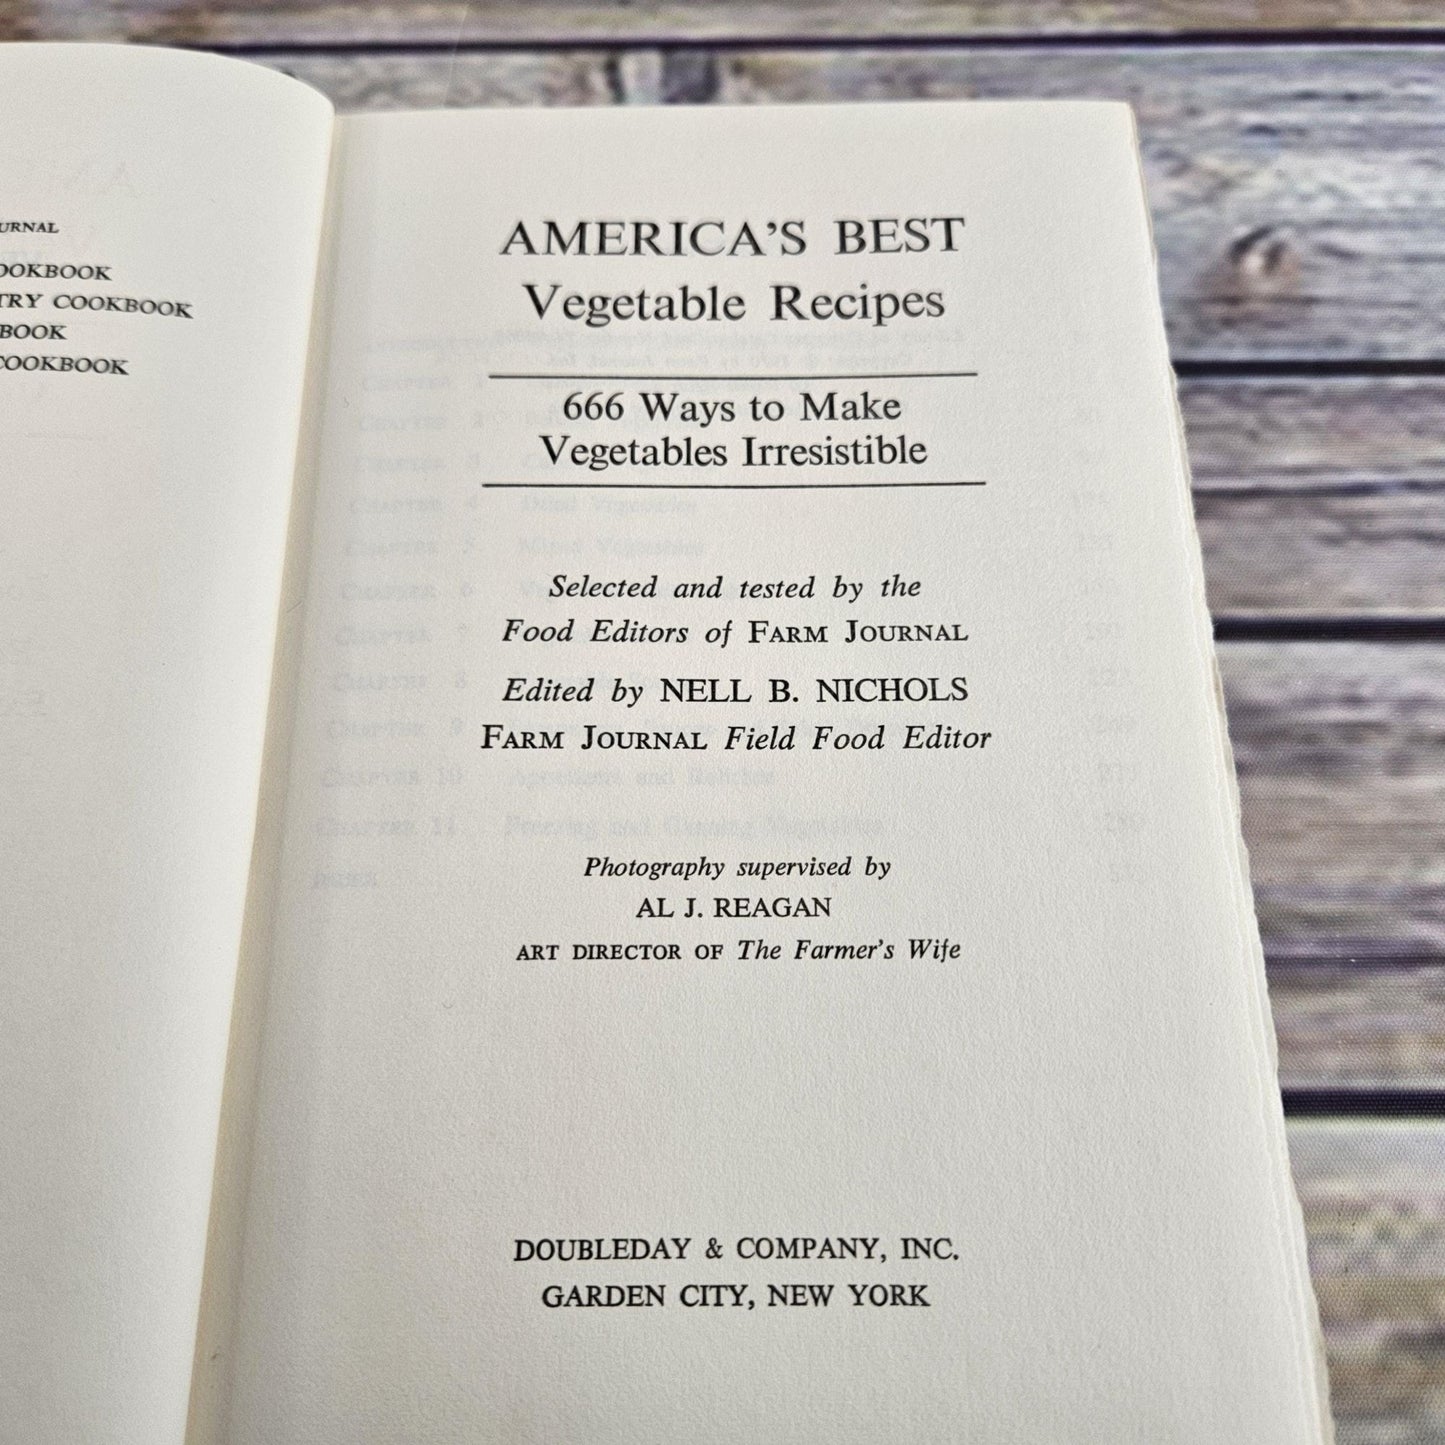 URNAL
OOKBOOK
TRY COOKBOOK
BOOK
COOKBOOK
AMERICA'S BEST
Vegetable Recipes
666 Ways to Make
Vegetables Irresistible
Selected and tested by the
Food Editors of FARM JOURNAL
Edited by NELL B. NICHOLS
FARM JOURNAL Field Food Editor
Photography supervised by
AL J. REAGAN
ART DIRECTOR OF The Farmer's Wife
DOUBLEDAY & COMPANY, INC.
GARDEN CITY, NEW YORK